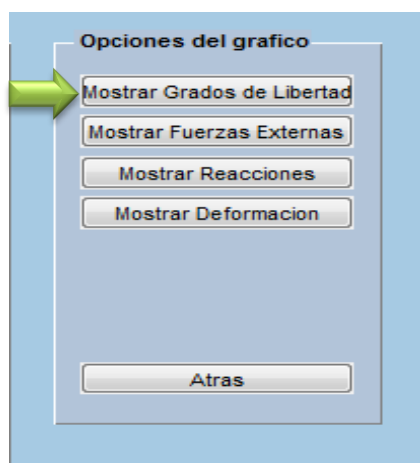 Opciones del grafico
Mostrar Grados de Libertad
Mostrar Fuerzas Externas
Mostrar Reacciones
Mostrar Deformacion
Atras